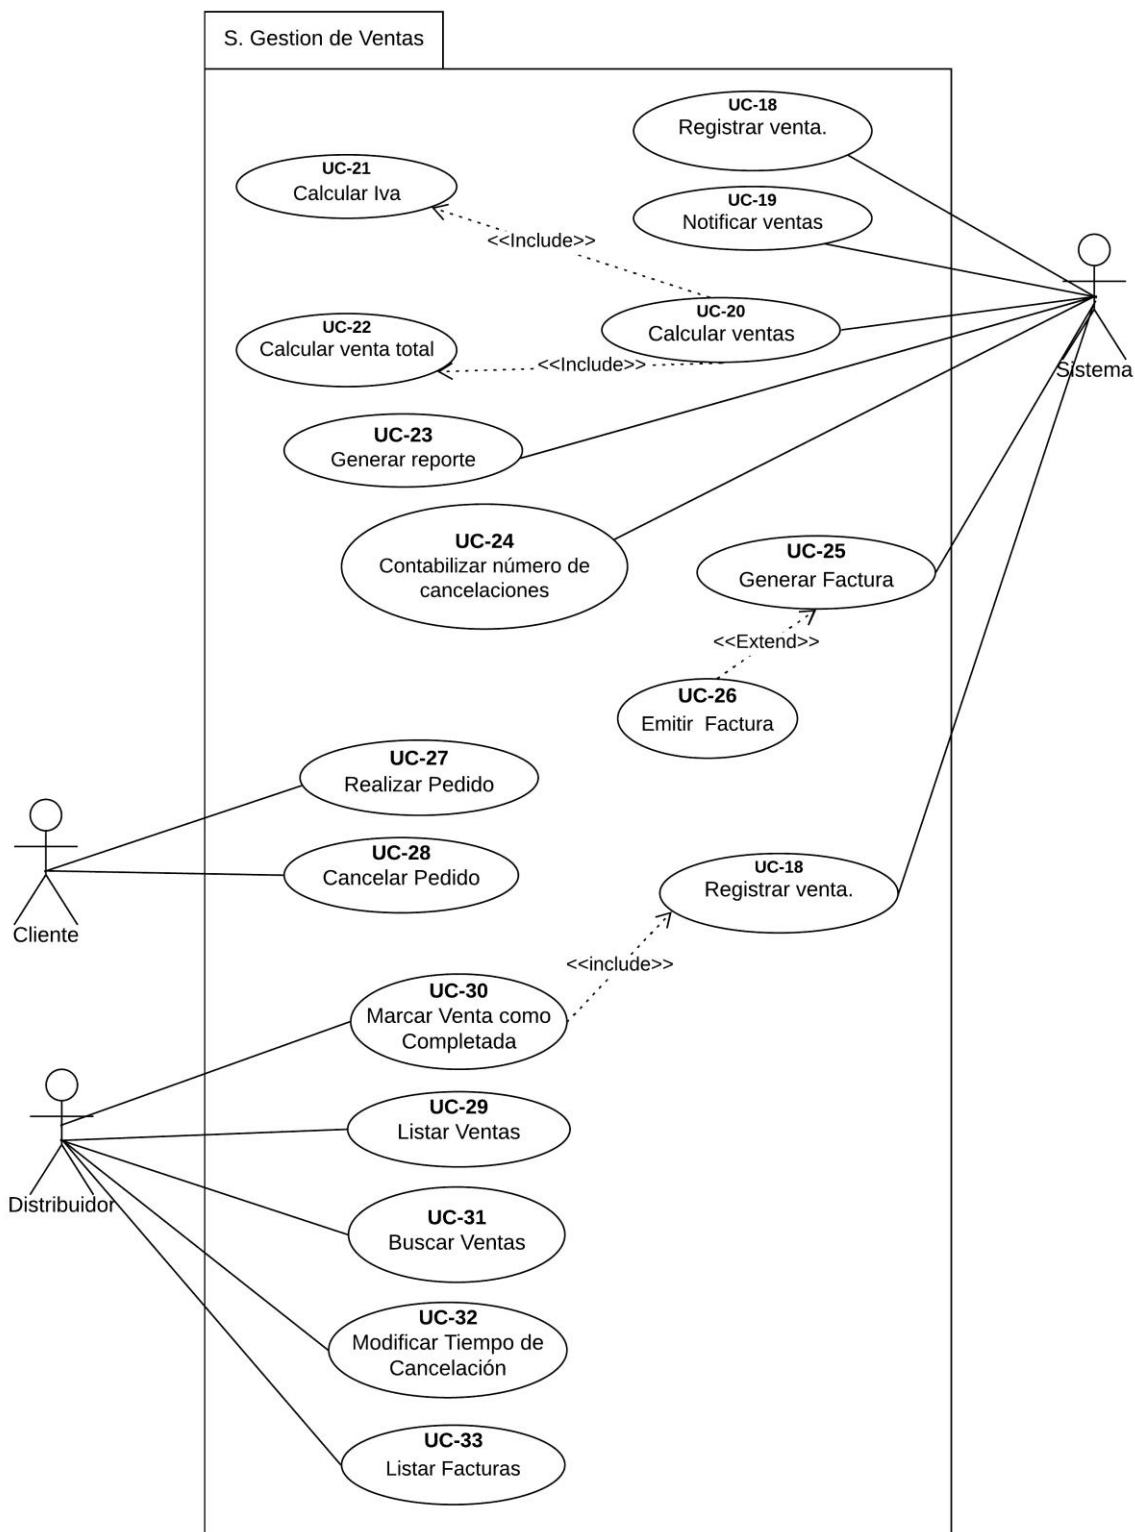 S. Gestion de Ventas
UC-18
Registrar venta.
UC-21
Calcular Iva
UC-19
Notificar ventas
<<Include>>
UC-20
Calcular ventas
UC-22
Calcular venta total
<<Include>>
Sistema
UC-23
Generar reporte
UC-24
Contabilizar número de
cancelaciones
UC-25
Generar Factura
<<Extend>>
UC-26
Emitir Factura
UC-27
Realizar Pedido
UC-28
Cancelar Pedido
UC-18
Registrar venta.
Cliente
<<include>>
UC-30
Marcar Venta como
Completada
UC-29
Listar Ventas
Distribuidor
UC-31
Buscar Ventas
UC-32
Modificar Tiempo de
Cancelación
UC-33
Listar Facturas